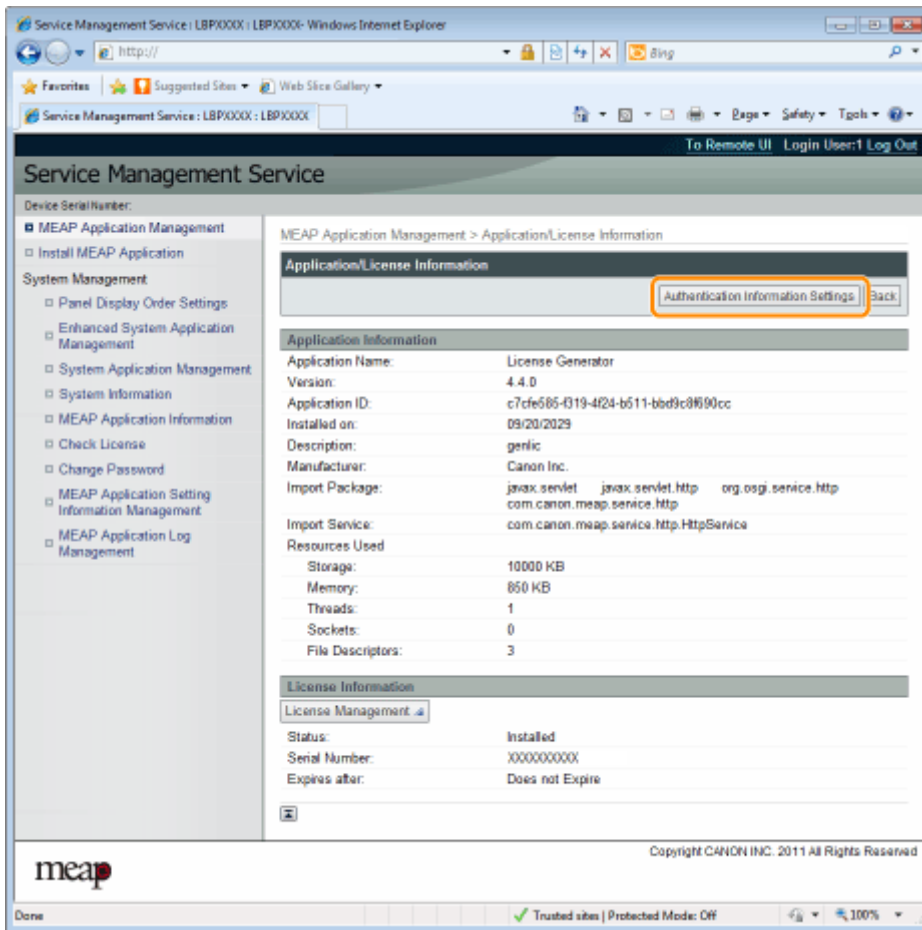 Service Management Service : LBPXXXX : LBPXXXX- Windows Internet Explorer
http://
Bing
Favorites Suggested Sites Web Slice Gallery
Service Management Service : LBPXXXX : LBPXXXX
Page Safety Tools
To Remote UI Login User:1 Log Out
Service Management Service
Device Serial Number:
MEAP Application Management
Install MEAP Application
System Management
Panel Display Order Settings
Enhanced System Application
Management
System Application Management
System Information
MEAP Application Information
Check License
Change Password
MEAP Application Setting
Information Management
MEAP Application Log
Management
MEAP Application Management > Application/License Information
Application/License Information
Authentication Information Settings Back
Application Information
Application Name: License Generator
Version: 4.4.0
Application ID: c7cfe585-f319-4f24-b511-bbd9c8f690cc
Installed on: 09/20/2029
Description: genlic
Manufacturer: Canon Inc.
Import Package: javax.servlet javax.servlet.http org.osgi.service.http
com.canon.meap.service.http
Import Service: com.canon.meap.service.http.HttpService
Resources Used
Storage: 10000 KB
Memory: 850 KB
Threads: 1
Sockets: 0
File Descriptors: 3
License Information
License Management
Status: Installed
Serial Number: XXXXXXXXXX
Expires after: Does not Expire
Copyright CANON INC. 2011 All Rights Reserved
meap
Done Trusted sites | Protected Mode: Off 100%